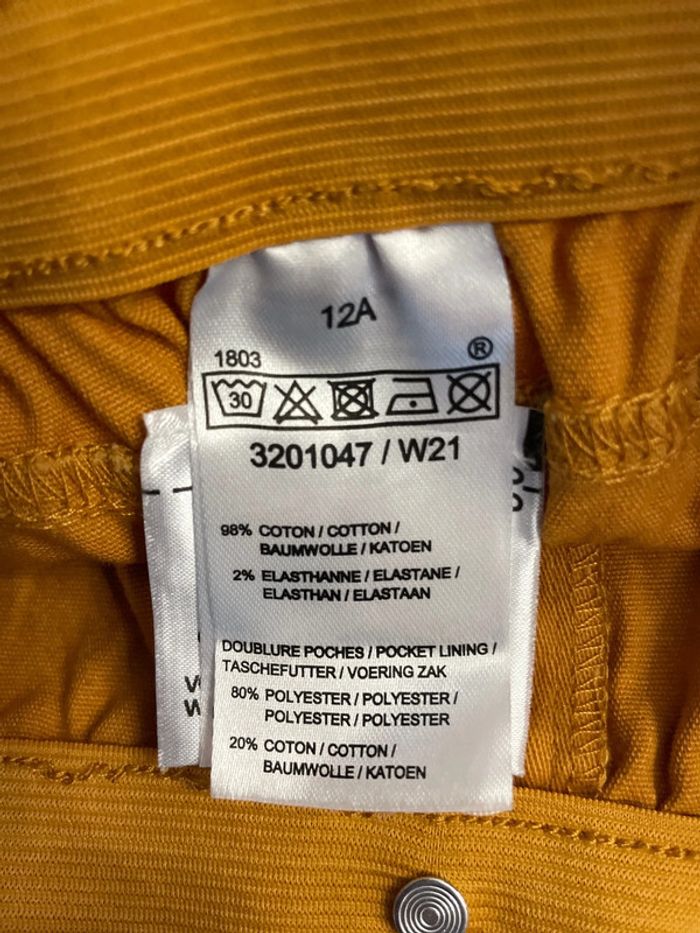 12A
1803 ®
30
3201047 / W21
98% COTON / COTTON /
BAUMWOLLE / KATOEN
2% ELASTHANNE / ELASTANE /
ELASTHAN / ELASTAAN
DOUBLURE POCHES / POCKET LINING /
TASCHEFUTTER / VOERING ZAK
80% POLYESTER / POLYESTER /
POLYESTER / POLYESTER
20% COTON / COTTON /
BAUMWOLLE / KATOEN